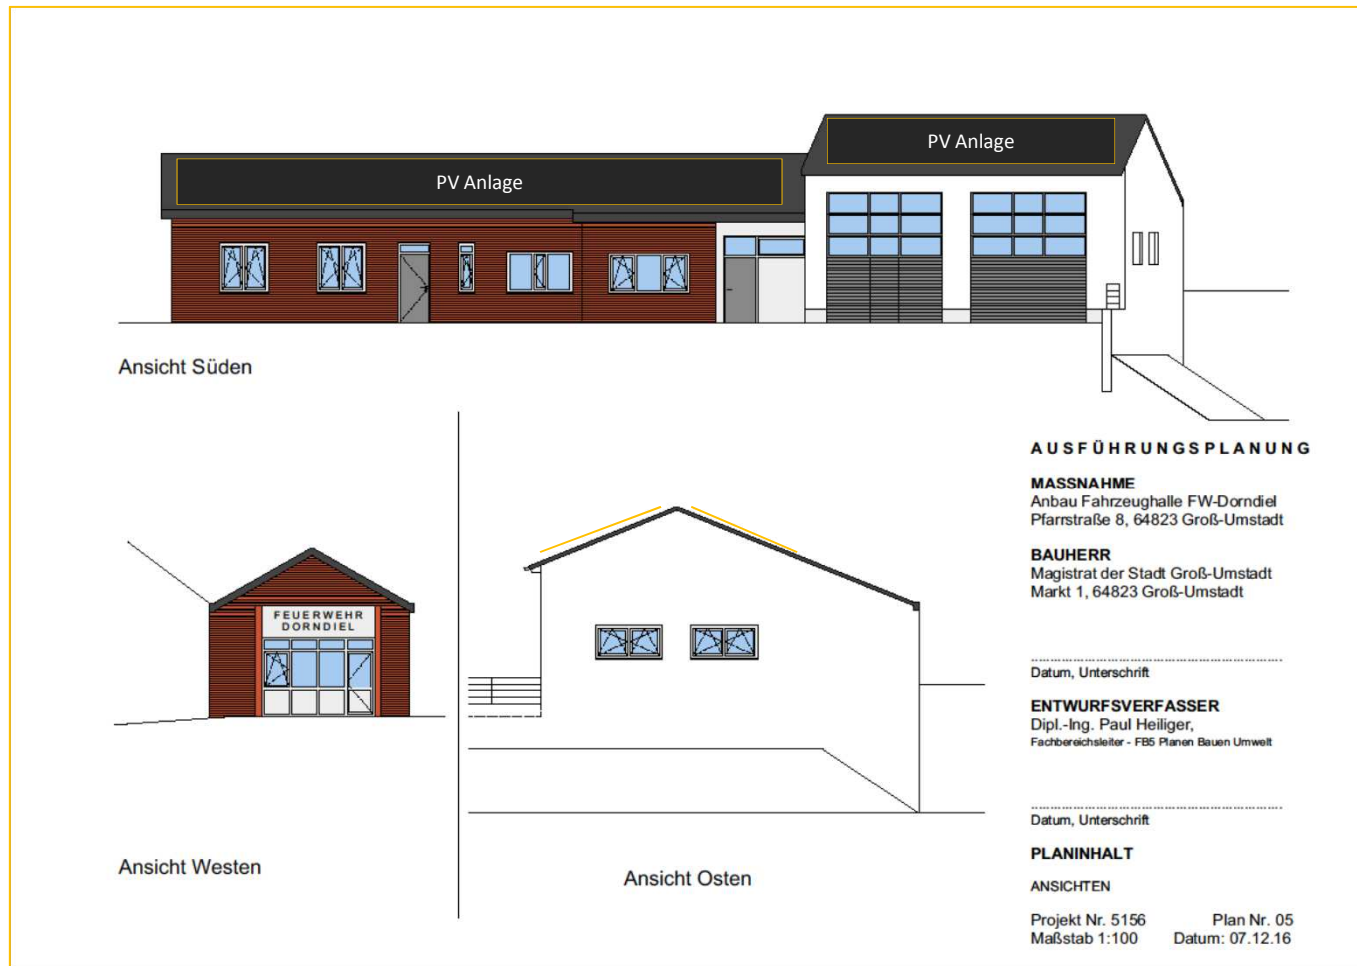 PV Anlage
PV Anlage
Ansicht Süden
FEUERWEHR
DORNDIEL
Ansicht Westen
Ansicht Osten
AUSFÜHRUNGSPLANUNG
MASSNAHME
Anbau Fahrzeughalle FW-Dorndiel
Pfarrstraße 8, 64823 Groß-Umstadt
BAUHERR
Magistrat der Stadt Groß-Umstadt
Markt 1, 64823 Groß-Umstadt
Datum, Unterschrift
ENTWURFSVERFASSER
Dipl.-Ing. Paul Heiliger,
Fachbereichsleiter - FB5 Planen Bauen Umwelt
Datum, Unterschrift
PLANINHALT
ANSICHTEN
Projekt Nr. 5156 Plan Nr. 05
Maßstab 1:100 Datum: 07.12.16